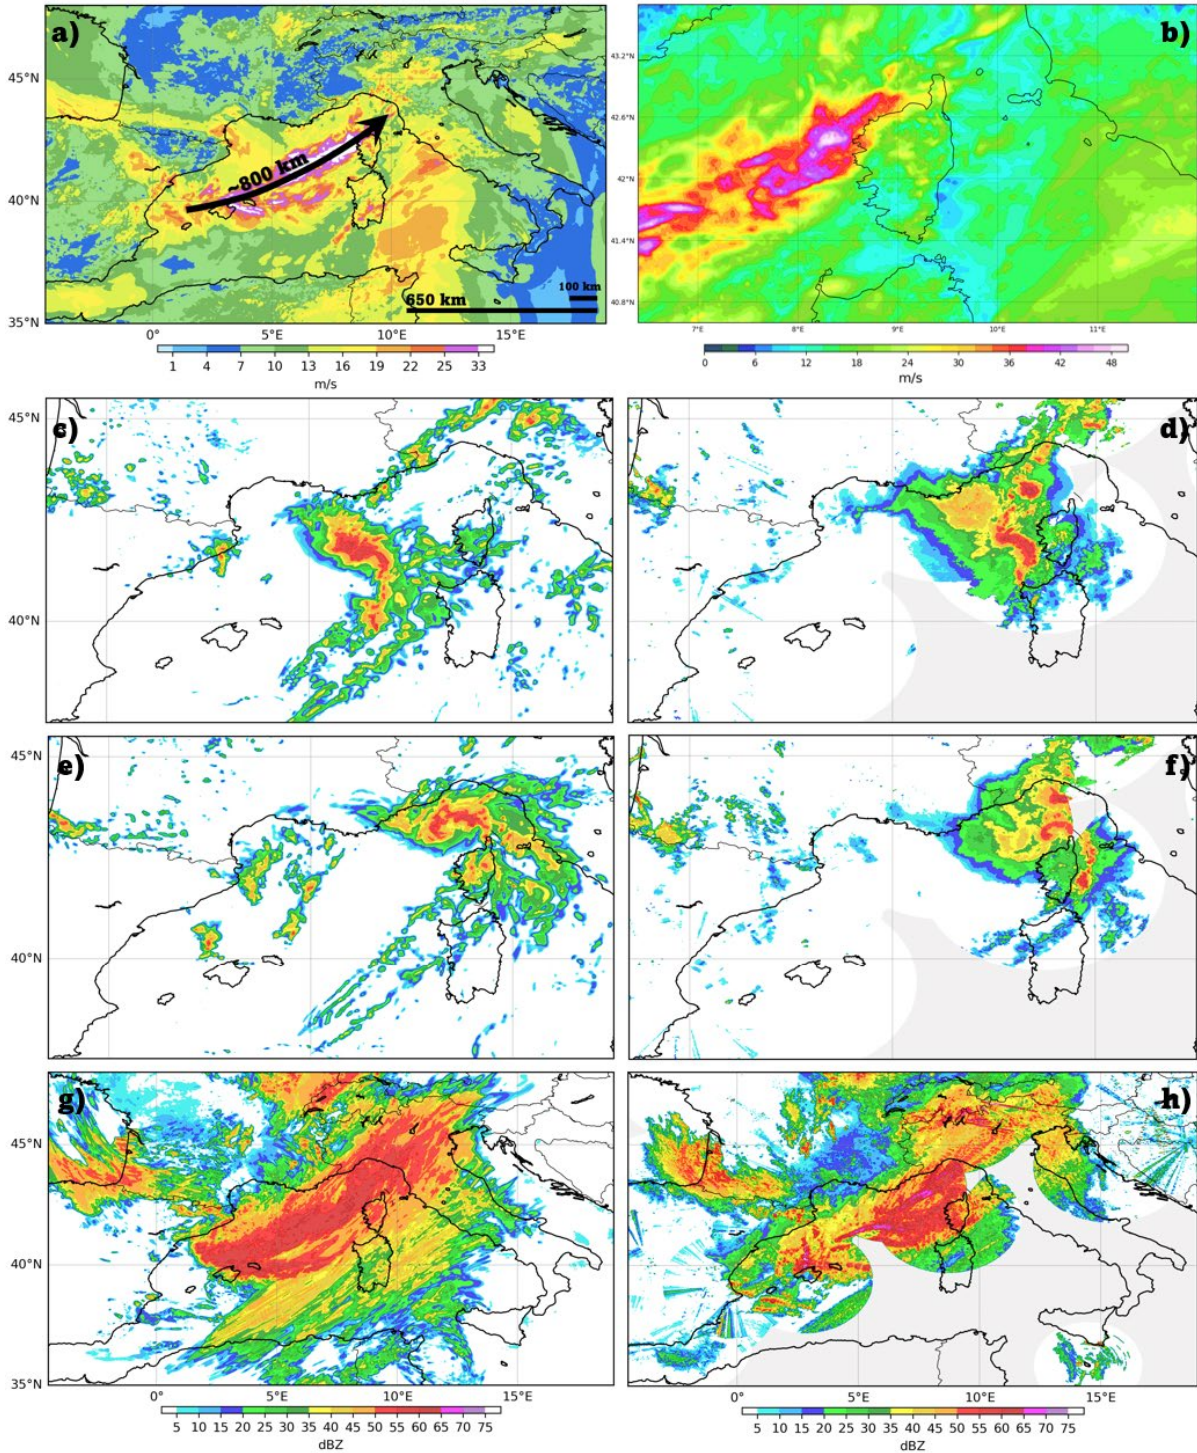 a)
b)
45°N
40°N
35°N
~800 km
650 km
100 km
0° 5°E 10°E 15°E
1 4 7 10 13 16 19 22 25 33
m/s
43.2°N
42.6°N
42°N
41.4°N
40.8°N
7°E 8°E 9°E 10°E 11°E
0 6 12 18 24 30 36 42 48
m/s
c)
d)
45°N
40°N
e)
f)
45°N
40°N
g)
h)
45°N
40°N
35°N
0° 5°E 10°E 15°E
5 10 15 20 25 30 35 40 45 50 55 60 65 70 75
dBZ
0° 5°E 10°E 15°E
5 10 15 20 25 30 35 40 45 50 55 60 65 70 75
dBZ